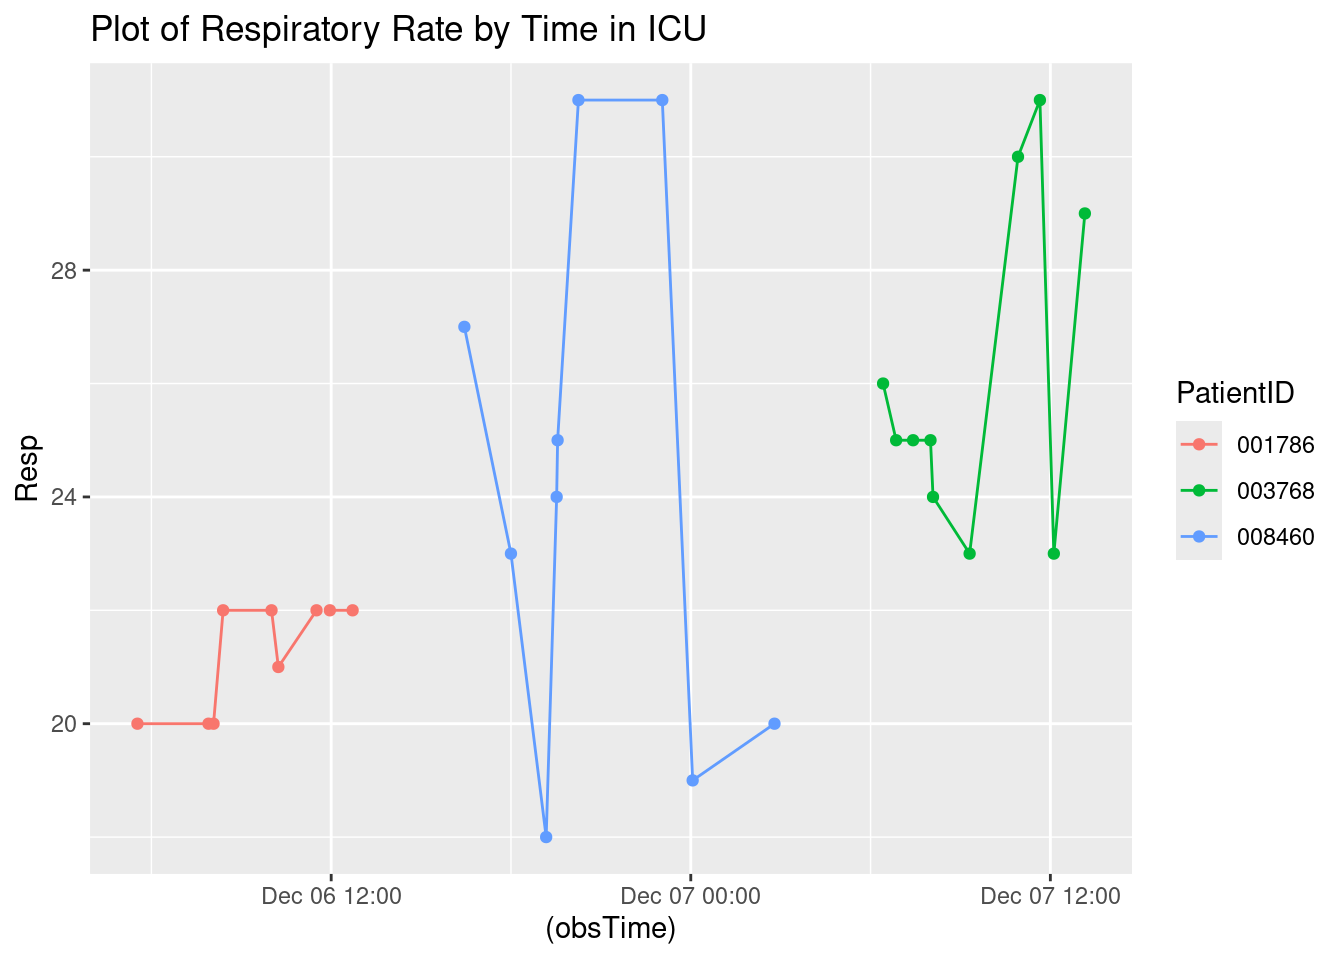 Plot of Respiratory Rate by Time in ICU
Resp
28
24
20
Dec 06 12:00
Dec 07 00:00
Dec 07 12:00
(obsTime)
PatientID
001786
003768
008460